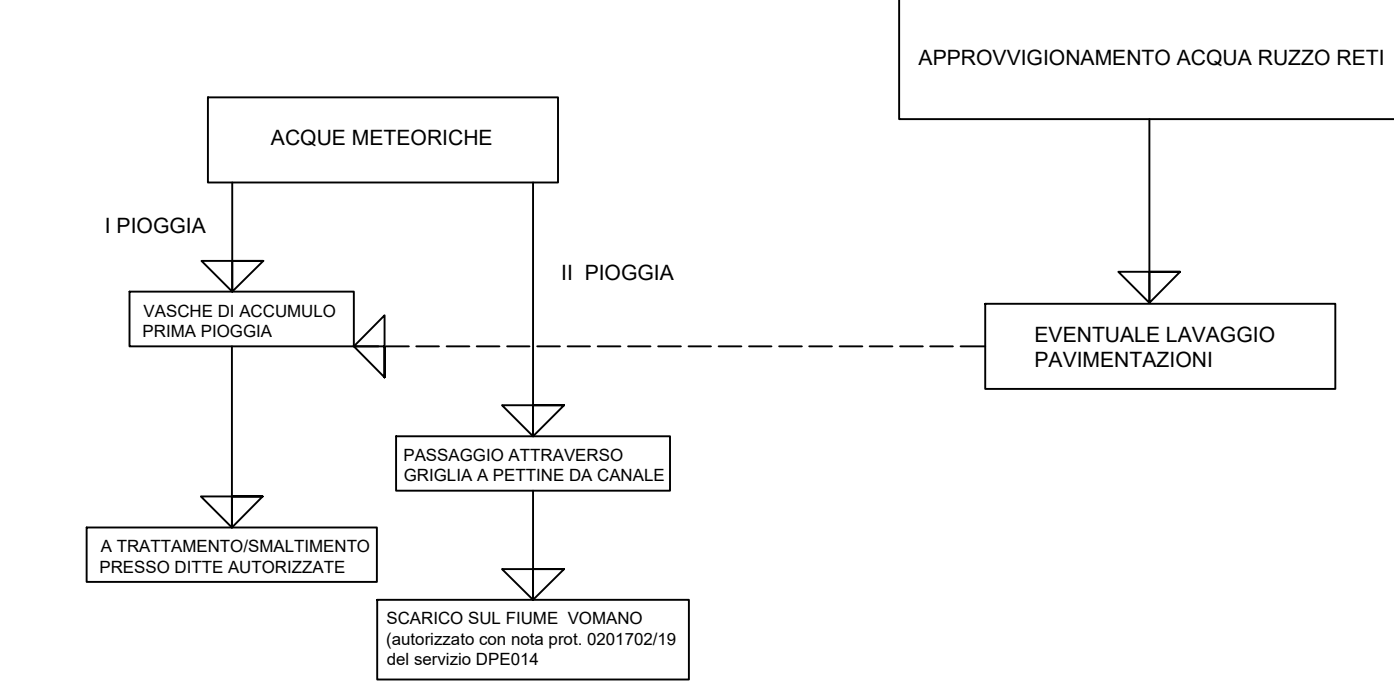 APPROVVIGIONAMENTO ACQUA RUZZO RETI
ACQUE METEORICHE
I PIOGGIA
II PIOGGIA
VASCHE DI ACCUMULO
PRIMA PIOGGIA
EVENTUALE LAVAGGIO
PAVIMENTAZIONI
PASSAGGIO ATTRAVERSO
GRIGLIA A PETTINE DA CANALE
A TRATTAMENTO/SMALTIMENTO
PRESSO DITTE AUTORIZZATE
SCARICO SUL FIUME VOMANO
(autorizzato con nota prot. 0201702/19
del servizio DPE014